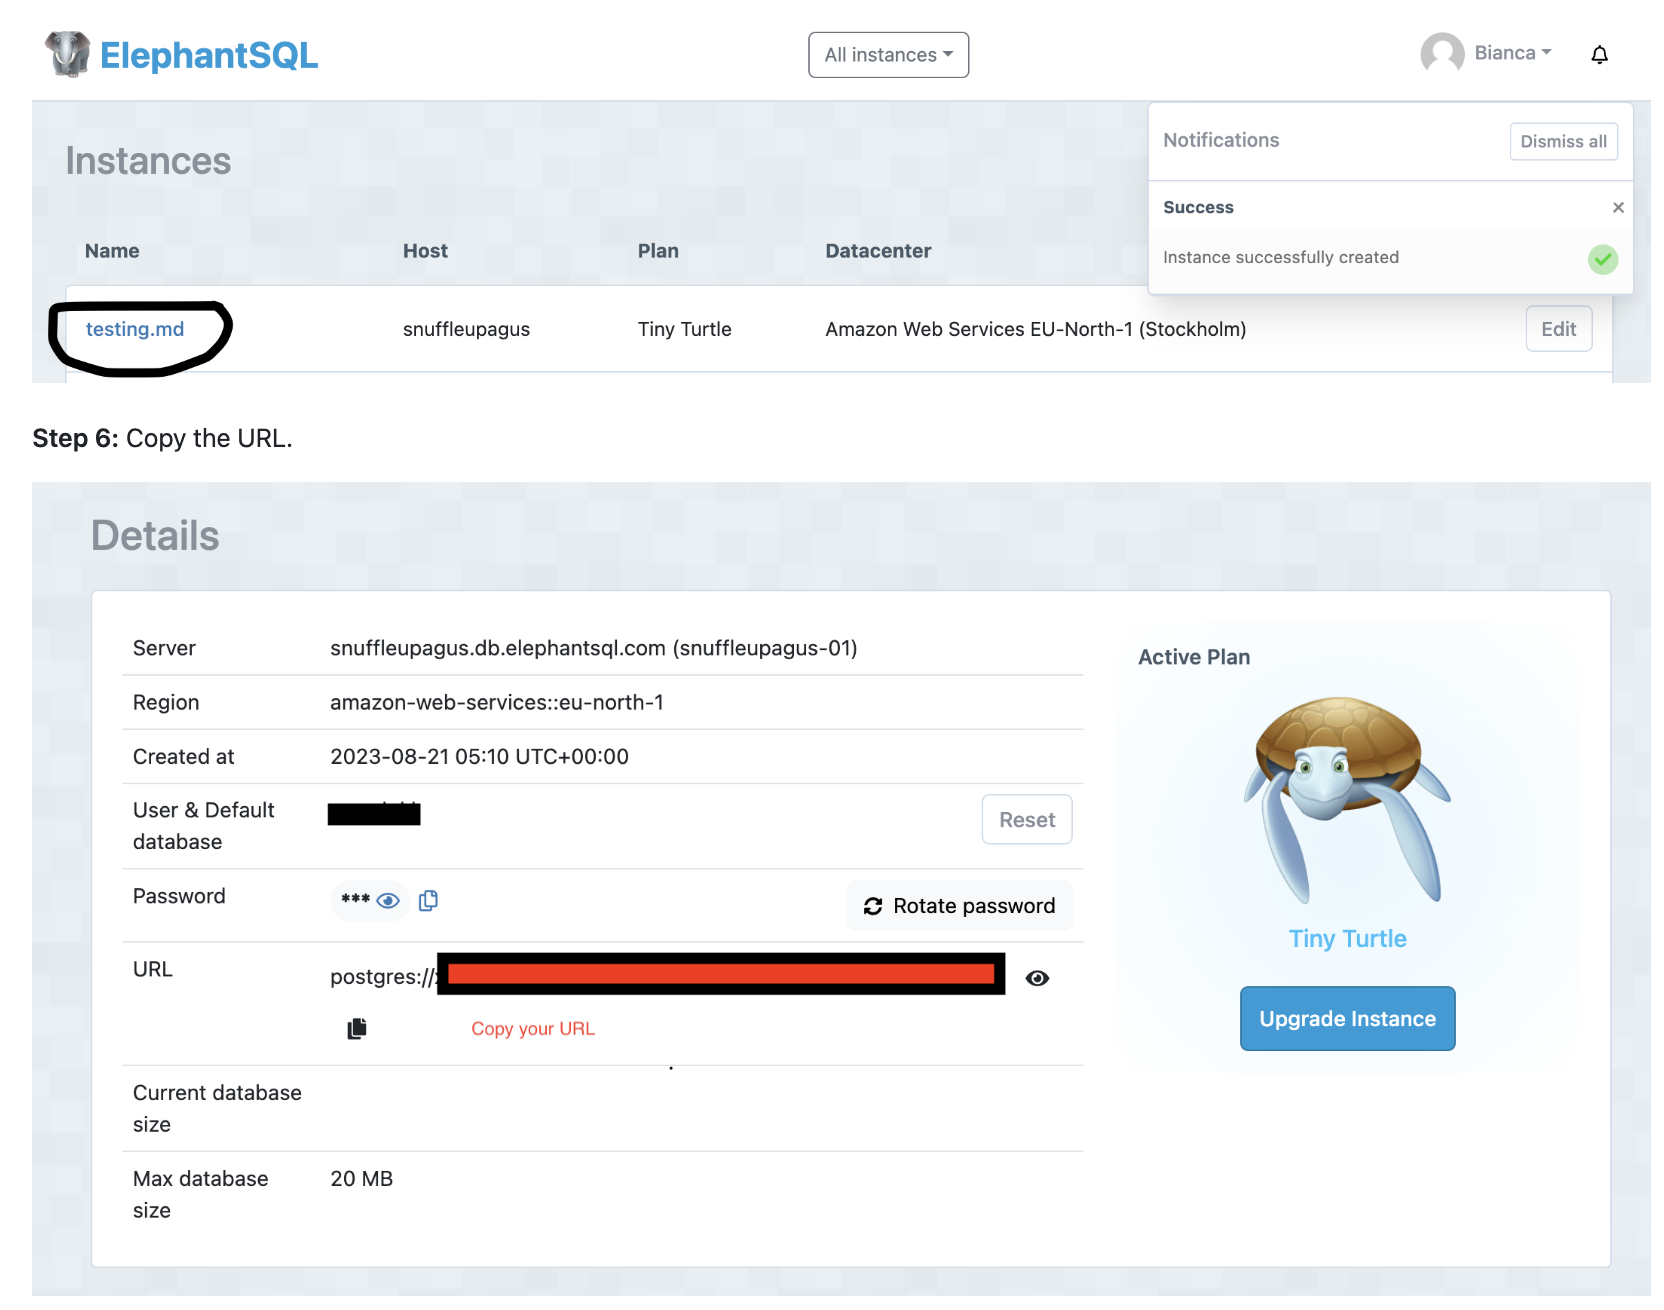 ElephantSQL
All instances
Bianca
Notifications
Dismiss all
Instances
Success
×
Name Host Plan Datacenter
Instance successfully created
testing.md snuffleupagus Tiny Turtle Amazon Web Services EU-North-1 (Stockholm) Edit
Step 6: Copy the URL.
Details
Server snuffleupagus.db.elephantsql.com (snuffleupagus-01)
Active Plan
Region amazon-web-services::eu-north-1
Created at 2023-08-21 05:10 UTC+00:00
User & Default
database
Reset
Password *** Rotate password
Tiny Turtle
URL postgres://
Copy your URL
Upgrade Instance
Current database
size
Max database
size
20 MB